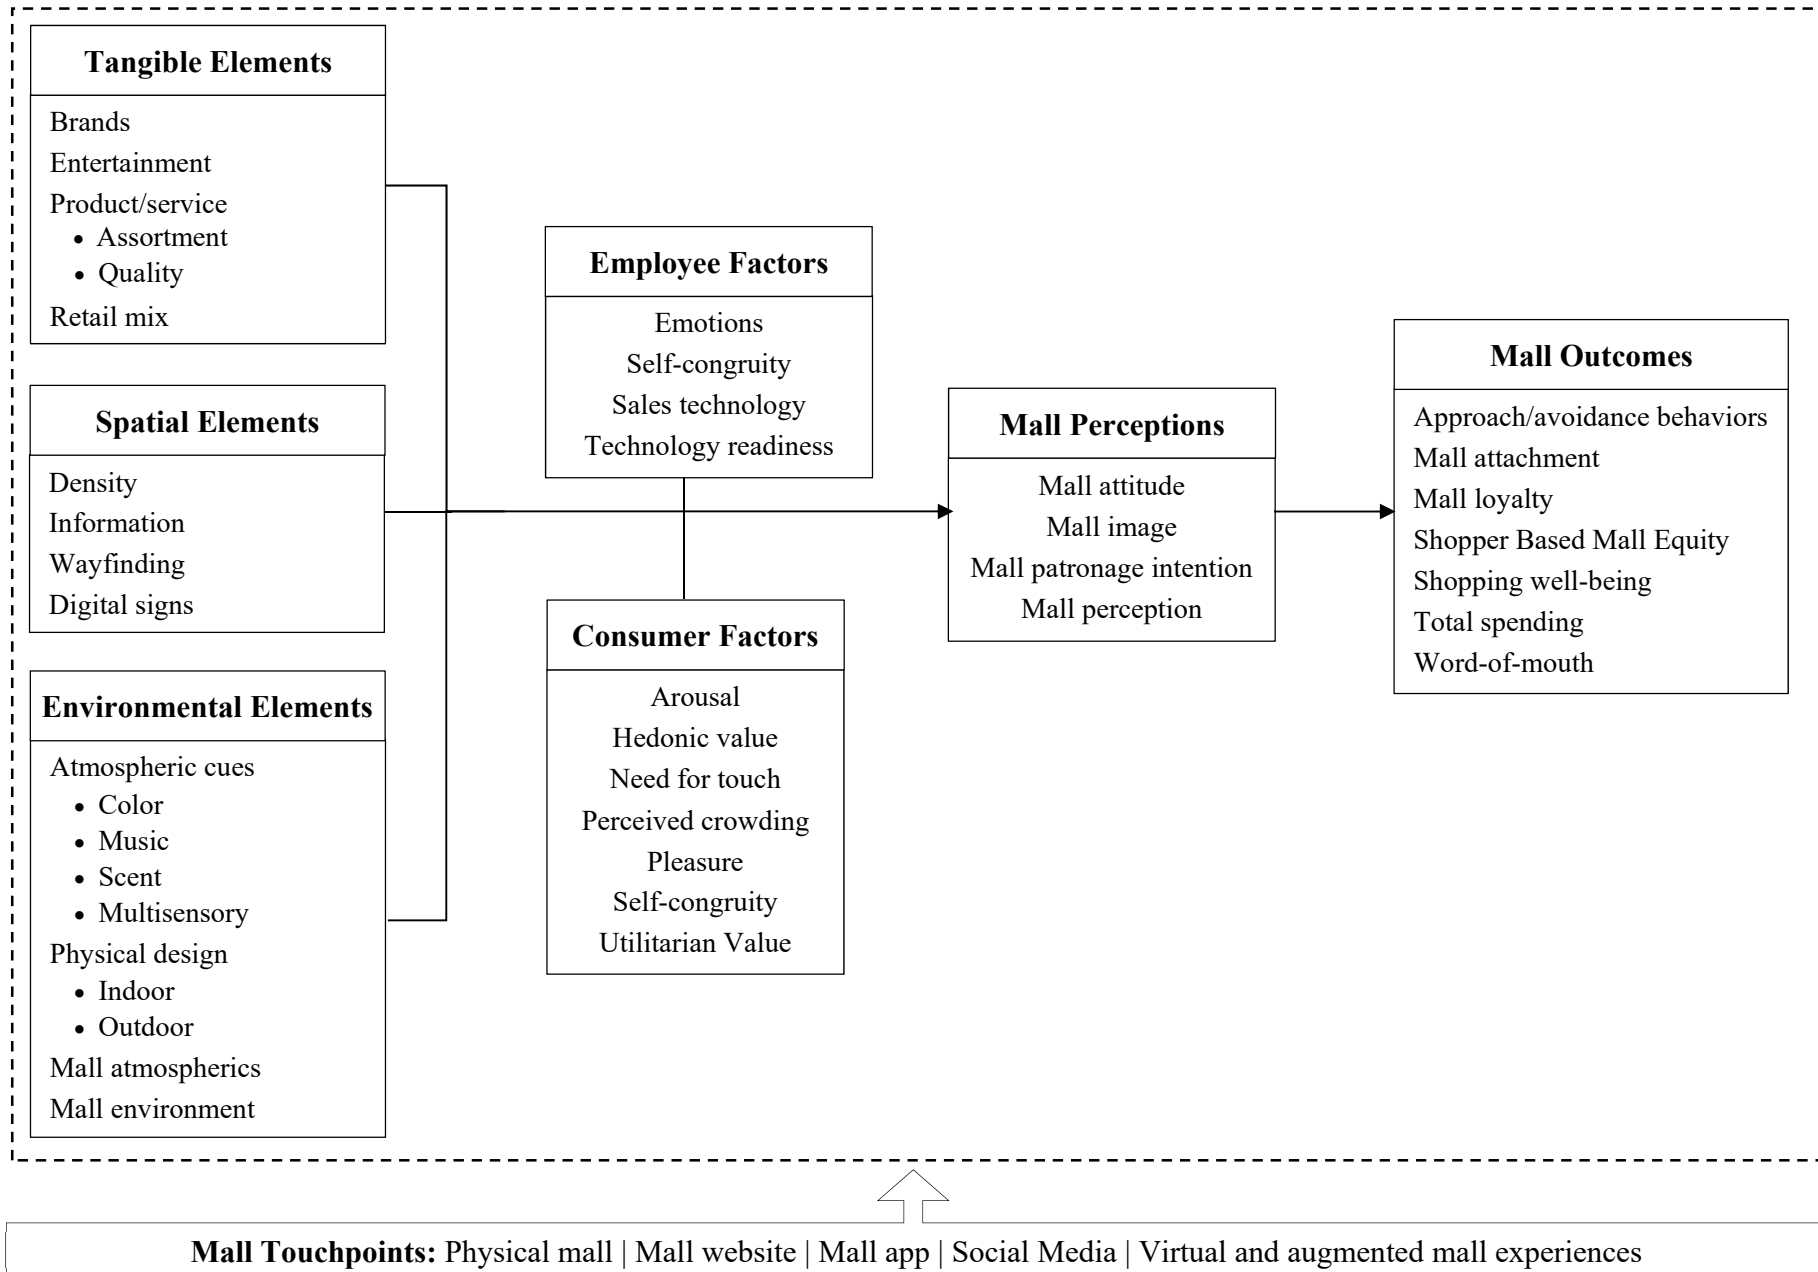 Tangible Elements
Brands
Entertainment
Product/service
• Assortment
• Quality
Retail mix
Spatial Elements
Density
Information
Wayfinding
Digital signs
Environmental Elements
Atmospheric cues
• Color
• Music
• Scent
• Multisensory
Physical design
• Indoor
• Outdoor
Mall atmospherics
Mall environment
Employee Factors
Emotions
Self-congruity
Sales technology
Technology readiness
Consumer Factors
Arousal
Hedonic value
Need for touch
Perceived crowding
Pleasure
Self-congruity
Utilitarian Value
Mall Perceptions
Mall attitude
Mall image
Mall patronage intention
Mall perception
Mall Outcomes
Approach/avoidance behaviors
Mall attachment
Mall loyalty
Shopper Based Mall Equity
Shopping well-being
Total spending
Word-of-mouth
Mall Touchpoints: Physical mall | Mall website | Mall app | Social Media | Virtual and augmented mall experiences